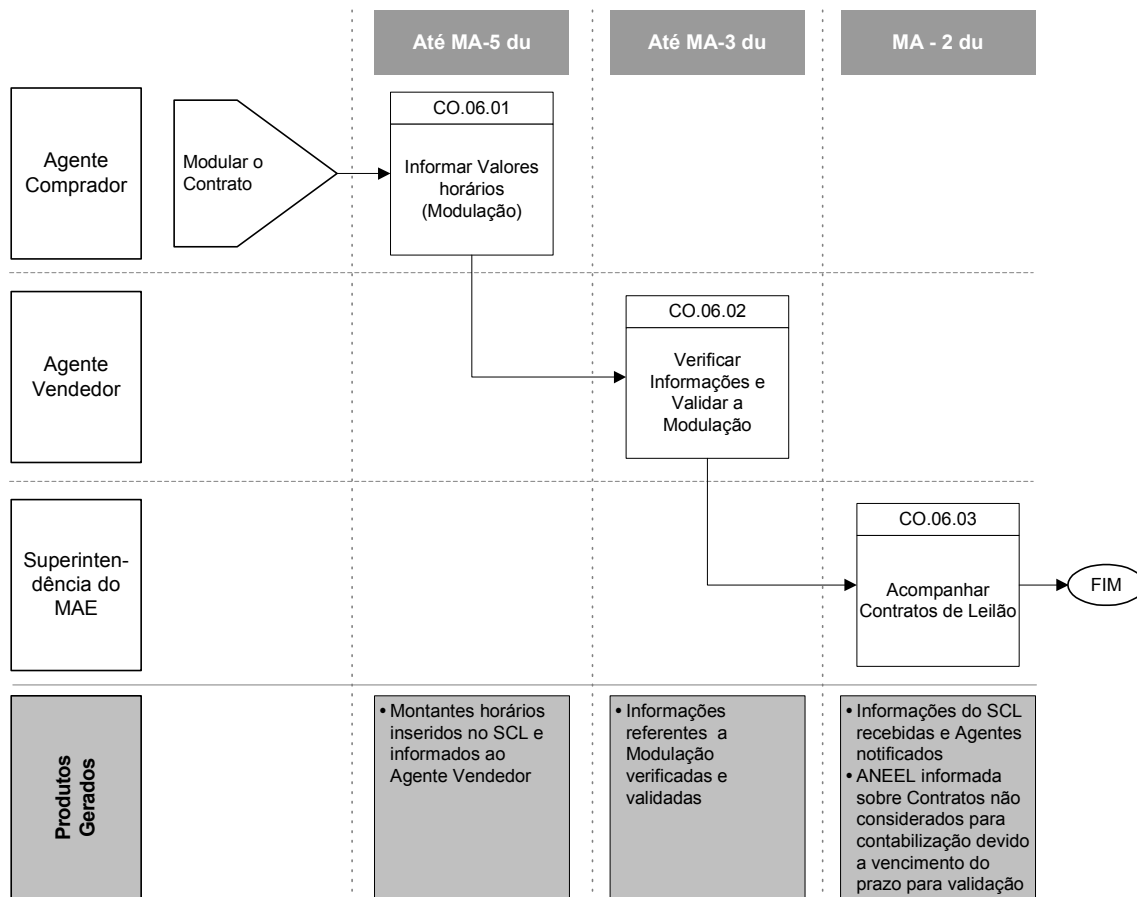 Até MA-5 du
Até MA-3 du
MA - 2 du
Agente
Comprador
Modular o
Contrato
CO.06.01
Informar Valores
horários
(Modulação)
Agente
Vendedor
CO.06.02
Verificar
Informações e
Validar a
Modulação
Superinten-
dência do
MAE
CO.06.03
Acompanhar
Contratos de Leilão
FIM
Produtos
Gerados
• Montantes horários
inseridos no SCL e
informados ao
Agente Vendedor
• Informações
referentes a
Modulação
verificadas e
validadas
• Informações do SCL
recebidas e Agentes
notificados
• ANEEL informada
sobre Contratos não
considerados para
contabilização devido
a vencimento do
prazo para validação